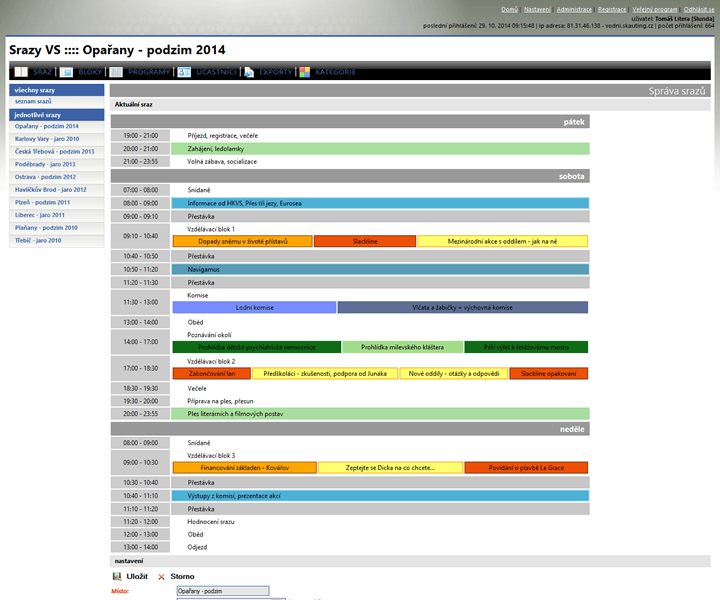 Domů | Nastavení | Administrace | Registrace | Veřejný program | Odhlásit se
uživatel: Tomáš Litera [Skunda]
poslední přihlášení: 29. 10. 2014 09:15:48 | ip adresa: 81.31.46.138 - vodni.skauting.cz | počet přihlášení: 664
Srazy VS :::: Opařany - podzim 2014
SRAZ | BLOKY | PROGRAMY | ÚČASTNÍCI | EXPORTY | KATEGORIE
všechny srazy
seznam srazů
jednotlivé srazy
Opařany - podzim 2014
Karlovy Vary - jaro 2010
Česká Třebová - podzim 2013
Poděbrady - jaro 2013
Ostrava - podzim 2012
Havlíčkův Brod - jaro 2012
Plzeň - podzim 2011
Liberec - jaro 2011
Plaňany - podzim 2010
Třebíč - jaro 2010
Správa srazů
Aktuální sraz
pátek
19:00 - 21:00 Příjezd, registrace, večeře
20:00 - 21:00 Zahájení, ledolamky
21:00 - 23:55 Volná zábava, socializace
sobota
07:00 - 08:00 Snídaně
08:00 - 09:00 Informace od HKVS, Přes tři jezy, Eurosea
09:00 - 09:10 Přestávka
09:10 - 10:40 Vzdělávací blok 1
Dopady sněmu v životě přístavů
Slackline
Mezinárodní akce s oddílem - jak na ně
10:40 - 10:50 Přestávka
10:50 - 11:20 Navigamus
11:20 - 11:30 Přestávka
11:30 - 13:00 Komise
Lodní komise
Vlčata a žabičky + výchovná komise
13:00 - 14:00 Oběd
14:00 - 17:00 Poznávání okolí
Prohlídka dětské psychiatrické nemocnice
Prohlídka milevského kláštera
Pěší výlet k řetězovému mostu
17:00 - 18:30 Vzdělávací blok 2
Zakončování lan
Předškoláci - zkušenosti, podpora od Junáka
Nové oddíly - otázky a odpovědi
Slackline opakování
18:30 - 19:30 Večeře
19:30 - 20:00 Příprava na ples, přesun
20:00 - 23:55 Ples literárních a filmových postav
neděle
08:00 - 09:00 Snídaně
09:00 - 10:30 Vzdělávací blok 3
Financování základen - Kovářov
Zeptejte se Dicka na co chcete...
Povídání o plavbě La Grace
10:30 - 10:40 Přestávka
10:40 - 11:10 Výstupy z komisí, prezentace akcí
11:10 - 11:20 Přestávka
11:20 - 12:00 Hodnocení srazu
12:00 - 13:00 Oběd
13:00 - 14:00 Odjezd
nastavení
Uložit Storno
Místo: Opařany - podzim